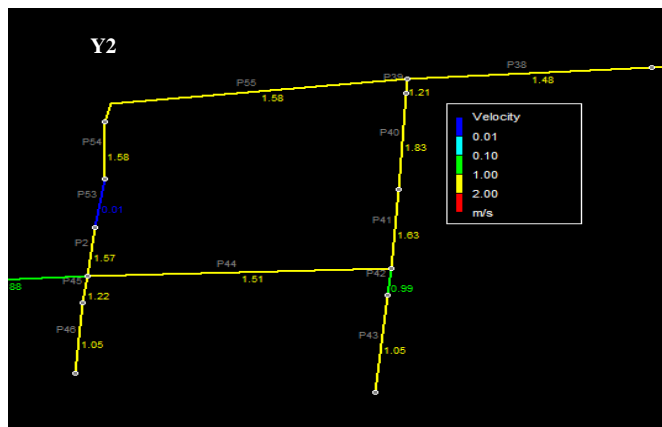 Y2
P38
P55
P39
1.58
1.48
1.21
Velocity
0.01
0.10
1.00
2.00
m/s
P40
1.83
P54
1.58
P53
0.01
P41
1.63
P2
1.57
P44
1.51
P42
0.99
P45
88
1.22
P46
1.05
P43
1.05